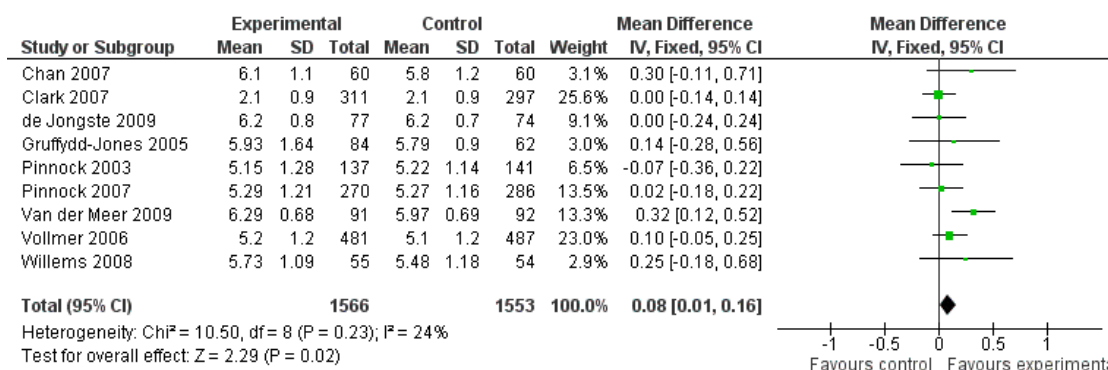 Experimental Control Mean Difference Mean Difference
Study or Subgroup Mean SD Total Mean SD Total Weight IV, Fixed, 95% CI IV, Fixed, 95% CI
Chan 2007 6.1 1.1 60 5.8 1.2 60 3.1% 0.30 [-0.11, 0.71]
Clark 2007 2.1 0.9 311 2.1 0.9 297 25.6% 0.00 [-0.14, 0.14]
de Jongste 2009 6.2 0.8 77 6.2 0.7 74 9.1% 0.00 [-0.24, 0.24]
Gruffydd-Jones 2005 5.93 1.64 84 5.79 0.9 62 3.0% 0.14 [-0.28, 0.56]
Pinnock 2003 5.15 1.28 137 5.22 1.14 141 6.5% -0.07 [-0.36, 0.22]
Pinnock 2007 5.29 1.21 270 5.27 1.16 286 13.5% 0.02 [-0.18, 0.22]
Van der Meer 2009 6.29 0.68 91 5.97 0.69 92 13.3% 0.32 [0.12, 0.52]
Vollmer 2006 5.2 1.2 481 5.1 1.2 487 23.0% 0.10 [-0.05, 0.25]
Willems 2008 5.73 1.09 55 5.48 1.18 54 2.9% 0.25 [-0.18, 0.68]
Total (95% CI) 1566 1553 100.0% 0.08 [0.01, 0.16]
Heterogeneity: Chi² = 10.50, df = 8 (P = 0.23); I² = 24%
Test for overall effect: Z = 2.29 (P = 0.02)
-1 -0.5 0 0.5 1
Favours control Favours experimenta